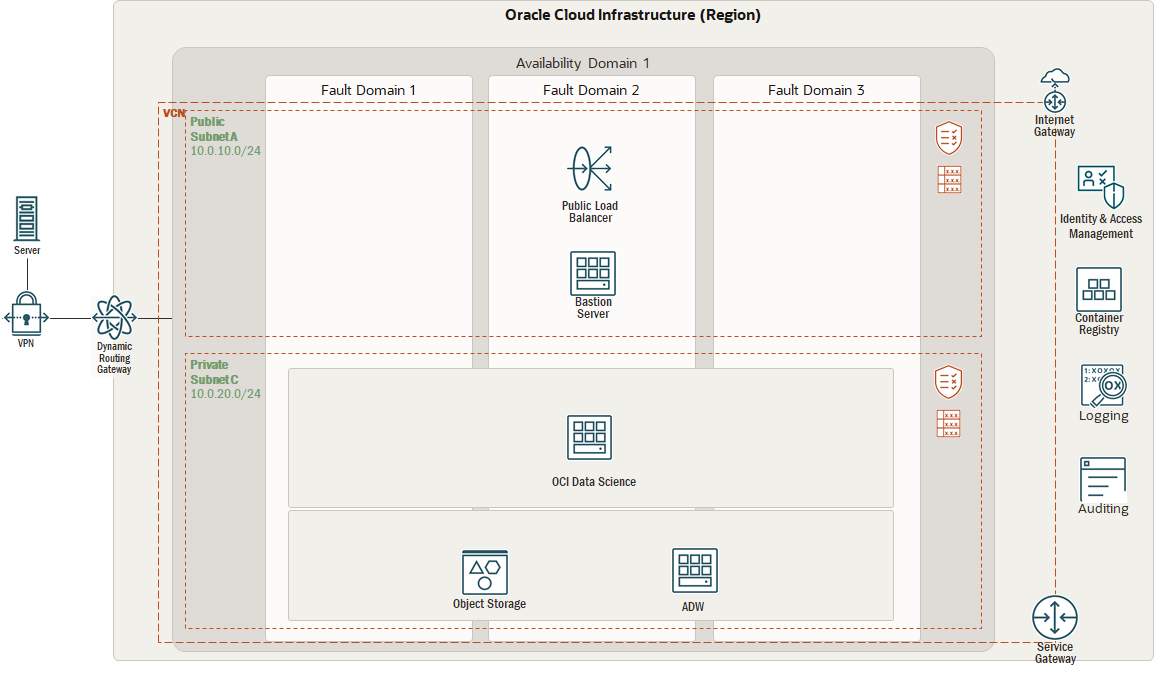 Oracle Cloud Infrastructure (Region)
Availability Domain 1
Fault Domain 1
Fault Domain 2
Fault Domain 3
VCN
Public
SubnetA
10.0.10.0/24
Public Load
Balancer
Bastion
Server
Internet
Gateway
Identity & Access
Management
Container
Registry
1:XOXOX
2:X
OX
Logging
Auditing
Service
Gateway
Server
VPN
Dynamic
Routing
Gateway
Private
SubnetC
10.0.20.0/24
OCI Data Science
Object Storage
ADW